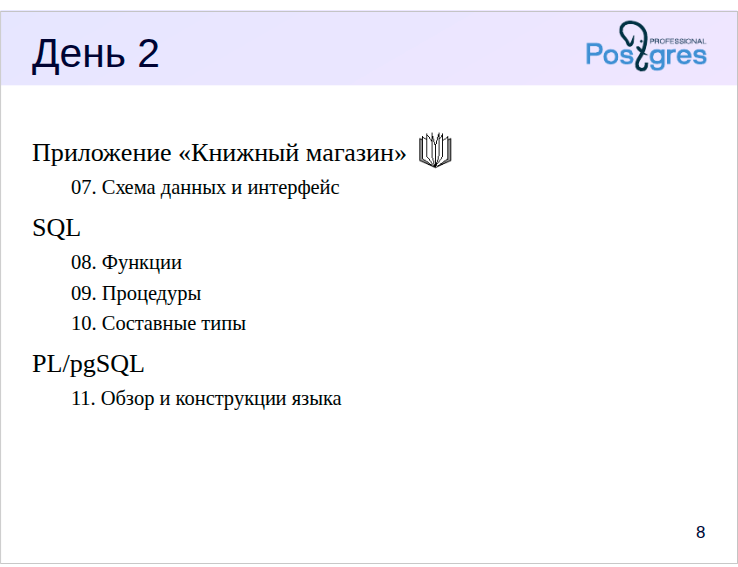 День 2
PROFESSIONAL
Postgres
Приложение «Книжный магазин»
07. Схема данных и интерфейс
SQL
08. Функции
09. Процедуры
10. Составные типы
PL/pgSQL
11. Обзор и конструкции языка
8